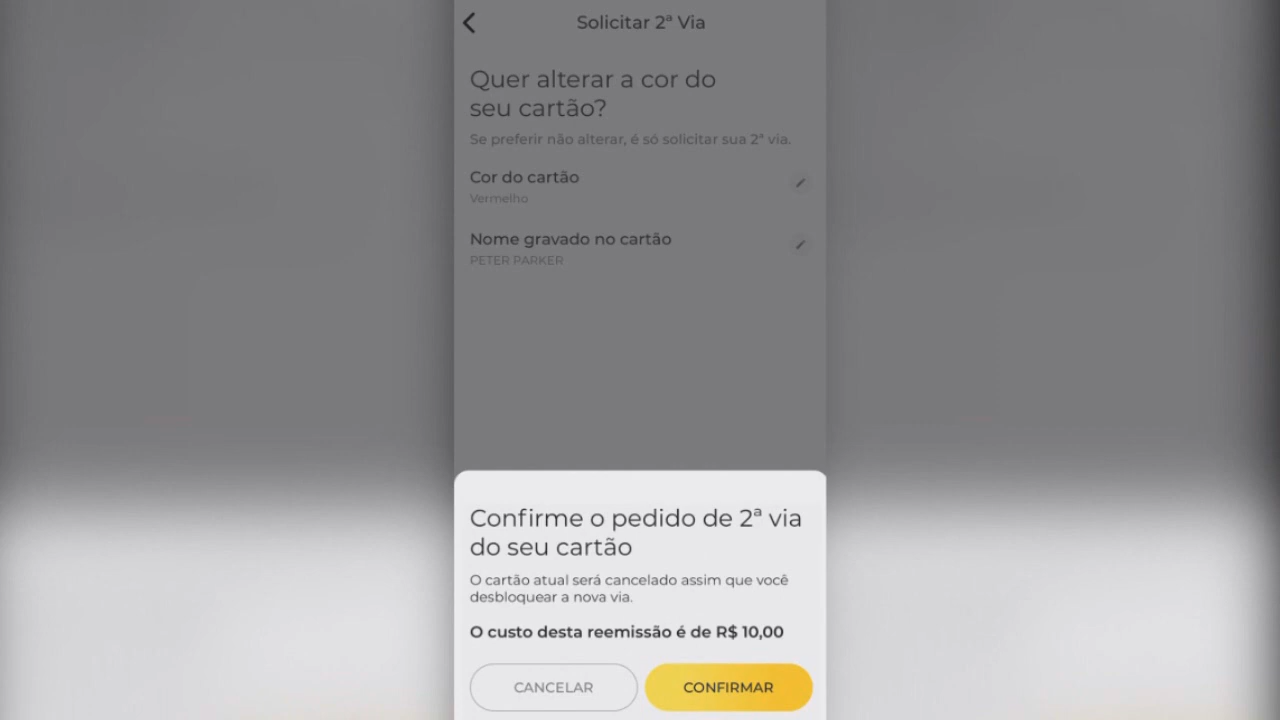 Solicitar 2ª Via
Quer alterar a cor do
seu cartão?
Se preferir não alterar, é só solicitar sua 2ª via.
Cor do cartão
Vermelho
Nome gravado no cartão
PETER PARKER
Confirme o pedido de 2ª via
do seu cartão
O cartão atual será cancelado assim que você
desbloquear a nova via.
O custo desta reemissão é de R$ 10,00
CANCELAR
CONFIRMAR